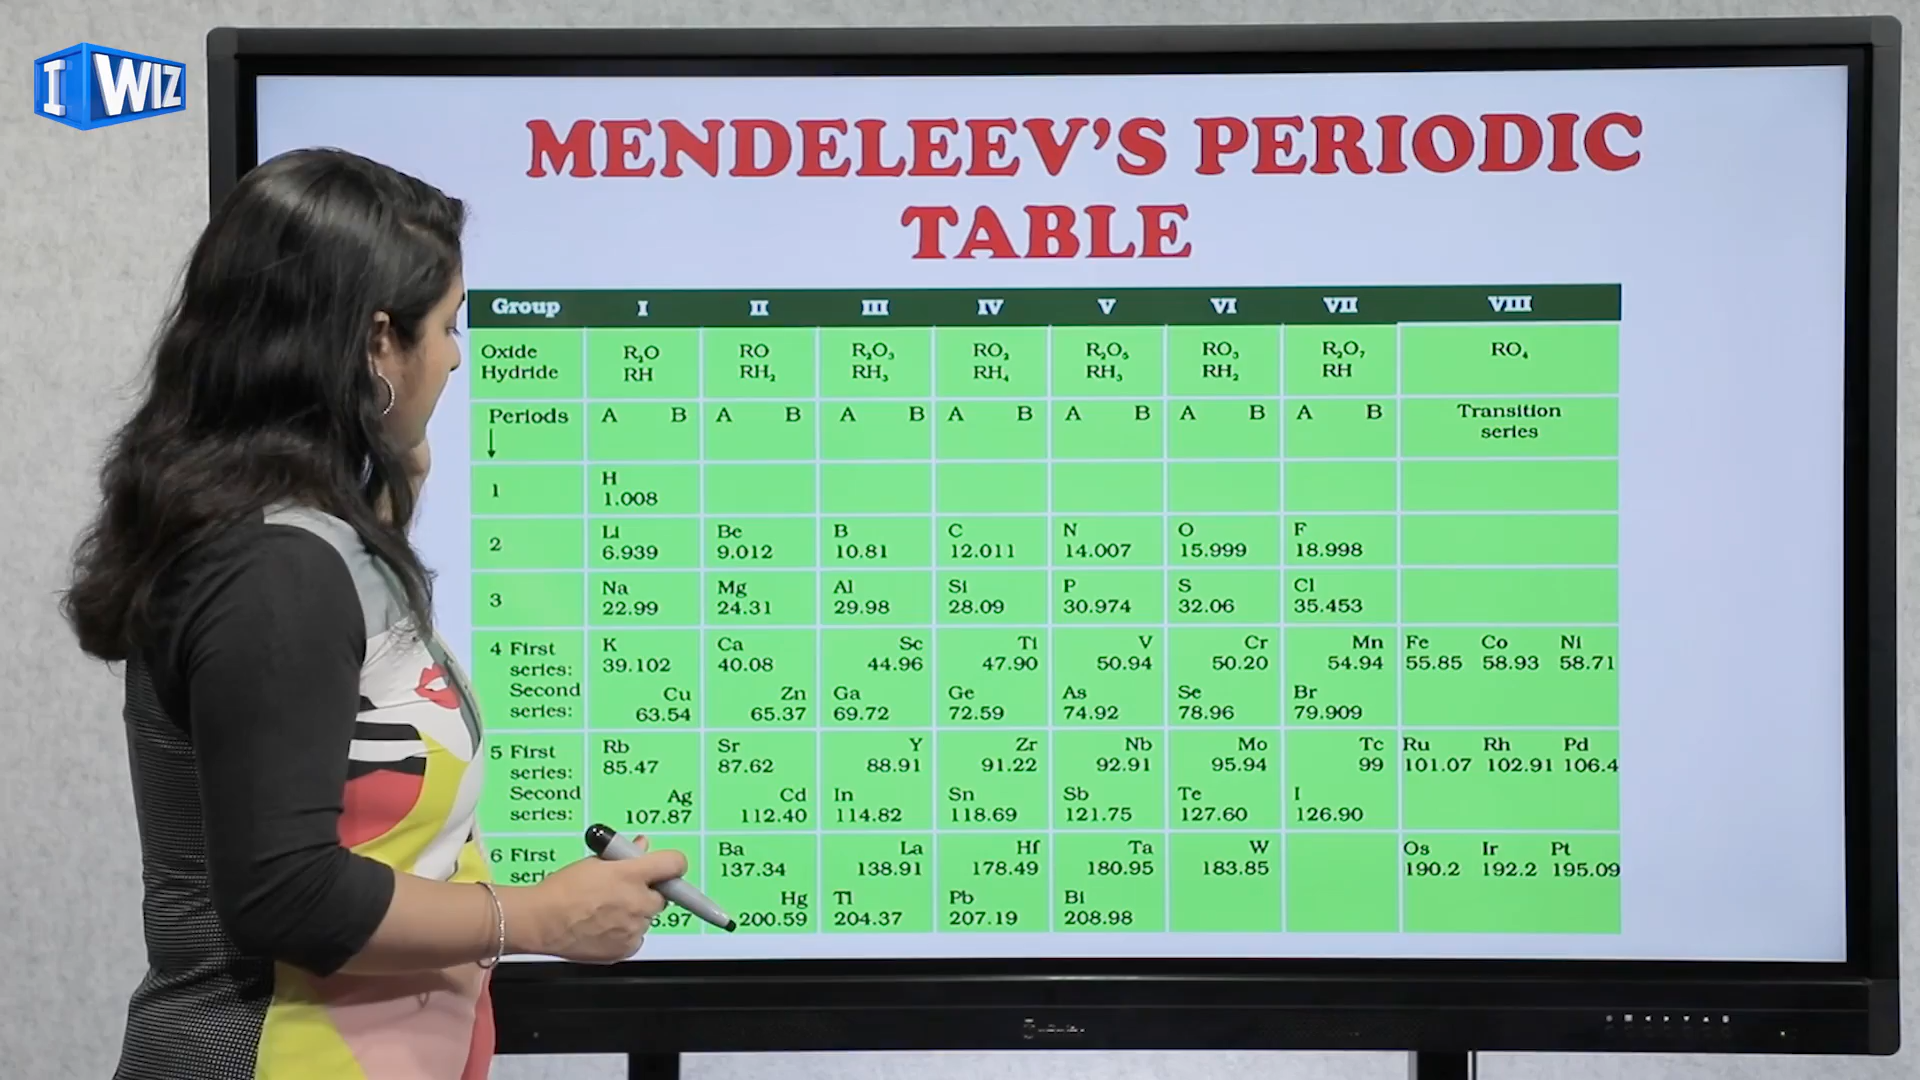 I WIZ
MENDELEEV'S PERIODIC
TABLE
Group I II III IV V VI VII VIII
Oxide R₂O RO R₂O₃ RO₂ R₂O₅ RO₃ R₂O₇ RO₄
Hydride RH RH₂ RH₃ RH₄ RH₃ RH₂ RH
Periods A B A B A B A B A B A B A B Transition
↓ series
1 H
1.008
2 Li Be B C N O F
6.939 9.012 10.81 12.011 14.007 15.999 18.998
3 Na Mg Al Si P S Cl
22.99 24.31 29.98 28.09 30.974 32.06 35.453
4 First K Ca Sc Ti V Cr Mn Fe Co Ni
series: 39.102 40.08 44.96 47.90 50.94 50.20 54.94 55.85 58.93 58.71
Second Cu Zn Ga Ge As Se Br
series: 63.54 65.37 69.72 72.59 74.92 78.96 79.909
5 First Rb Sr Y Zr Nb Mo Tc Ru Rh Pd
series: 85.47 87.62 88.91 91.22 92.91 95.94 99 101.07 102.91 106.4
Second Ag Cd In Sn Sb Te I
series: 107.87 112.40 114.82 118.69 121.75 127.60 126.90
6 First Ba La Hf Ta W Os Ir Pt
137.34 138.91 178.49 180.95 183.85 190.2 192.2 195.09
Hg Tl Pb Bi
6.97 200.59 204.37 207.19 208.98